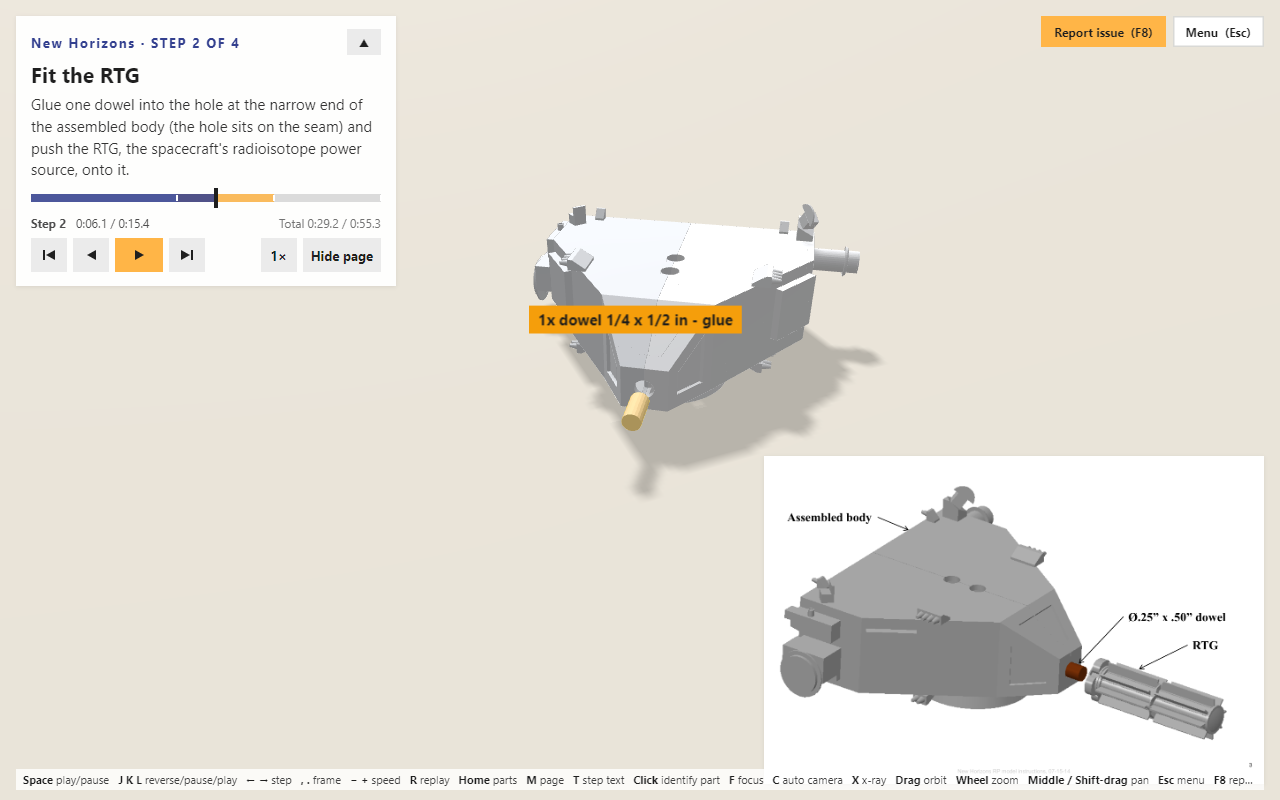 New Horizons · STEP 2 OF 4
▲
Report issue (F8)
Menu (Esc)
Fit the RTG
Glue one dowel into the hole at the narrow end of
the assembled body (the hole sits on the seam) and
push the RTG, the spacecraft's radioisotope power
source, onto it.
Step 2 0:06.1 / 0:15.4
Total 0:29.2 / 0:55.3
1×
Hide page
1x dowel 1/4 x 1/2 in - glue
Assembled body
Ø.25” x .50” dowel
RTG
Space play/pause J K L reverse/pause/play ← → step , . frame − + speed R replay Home parts M page T step text Click identify part F focus C auto camera X x-ray Drag orbit Wheel zoom Middle / Shift-drag pan Esc menu F8 rep...